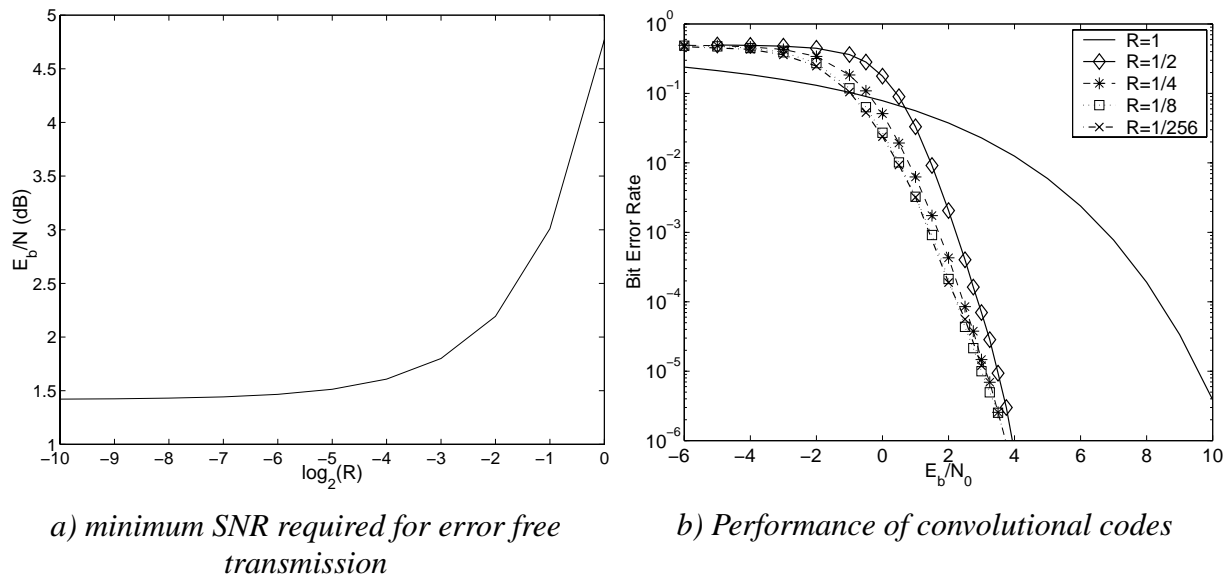 5
4.5
4
3.5
3
2.5
2
1.5
1
E_b/N (dB)
−10 −9 −8 −7 −6 −5 −4 −3 −2 −1 0
log_2(R)
a) minimum SNR required for error free
transmission
10^0
10^−1
10^−2
10^−3
10^−4
10^−5
10^−6
Bit Error Rate
R=1
R=1/2
R=1/4
R=1/8
R=1/256
−6 −4 −2 0 2 4 6 8 10
E_b/N_0
b) Performance of convolutional codes